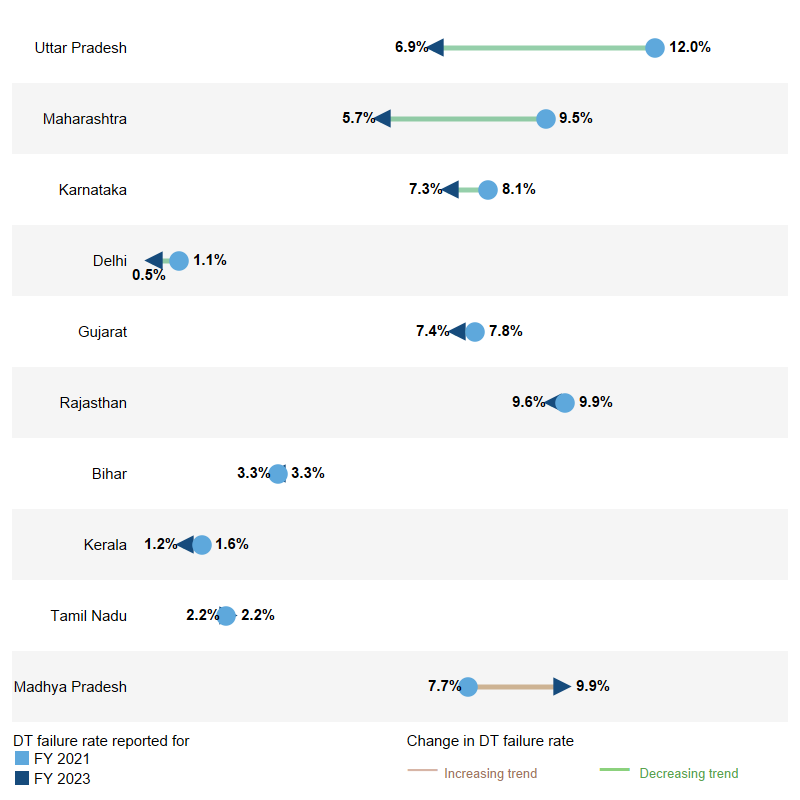 Uttar Pradesh 6.9% 12.0%
Maharashtra 5.7% 9.5%
Karnataka 7.3% 8.1%
Delhi 1.1%
0.5%
Gujarat 7.4% 7.8%
Rajasthan 9.6% 9.9%
Bihar 3.3% 3.3%
Kerala 1.2% 1.6%
Tamil Nadu 2.2% 2.2%
Madhya Pradesh 7.7% 9.9%
DT failure rate reported for
FY 2021
FY 2023
Change in DT failure rate
Increasing trend Decreasing trend